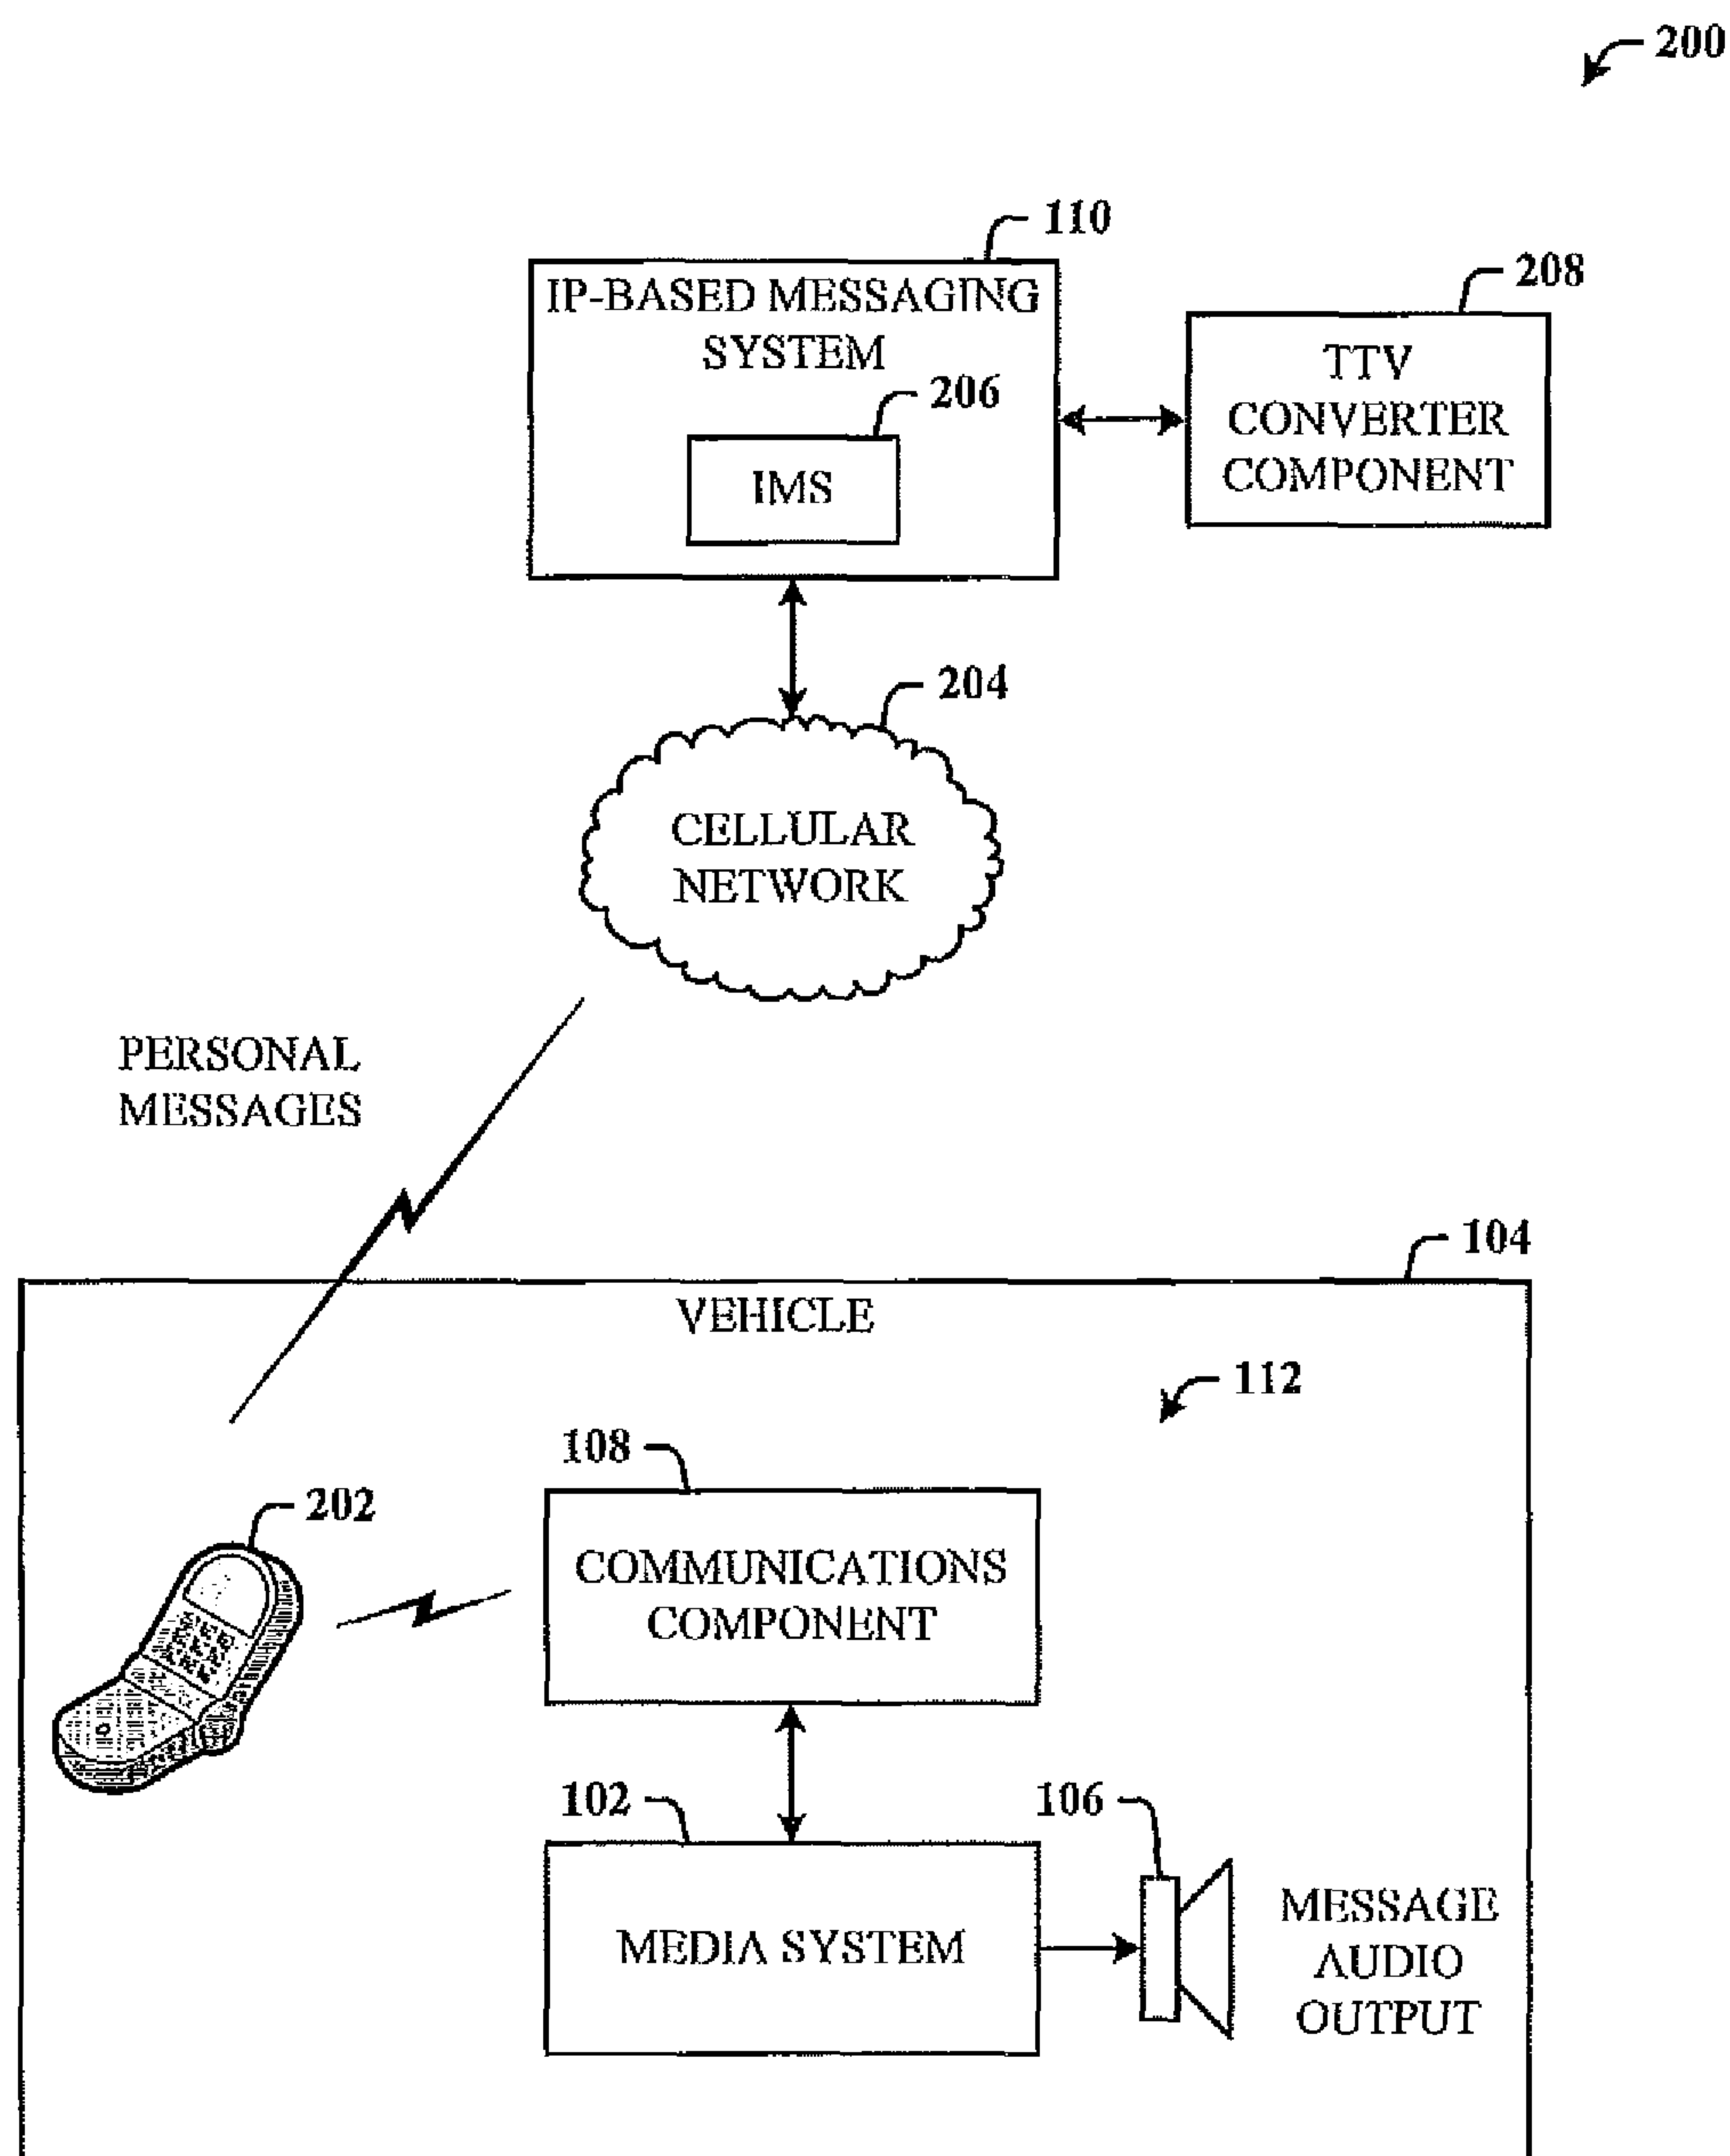 200
110
IP-BASED MESSAGING
SYSTEM
206
IMS
208
TTV
CONVERTER
COMPONENT
204
CELLULAR
NETWORK
PERSONAL
MESSAGES
104
VEHICLE
112
108
202
COMMUNICATIONS
COMPONENT
102
106
MEDIA SYSTEM
MESSAGE
AUDIO
OUTPUT